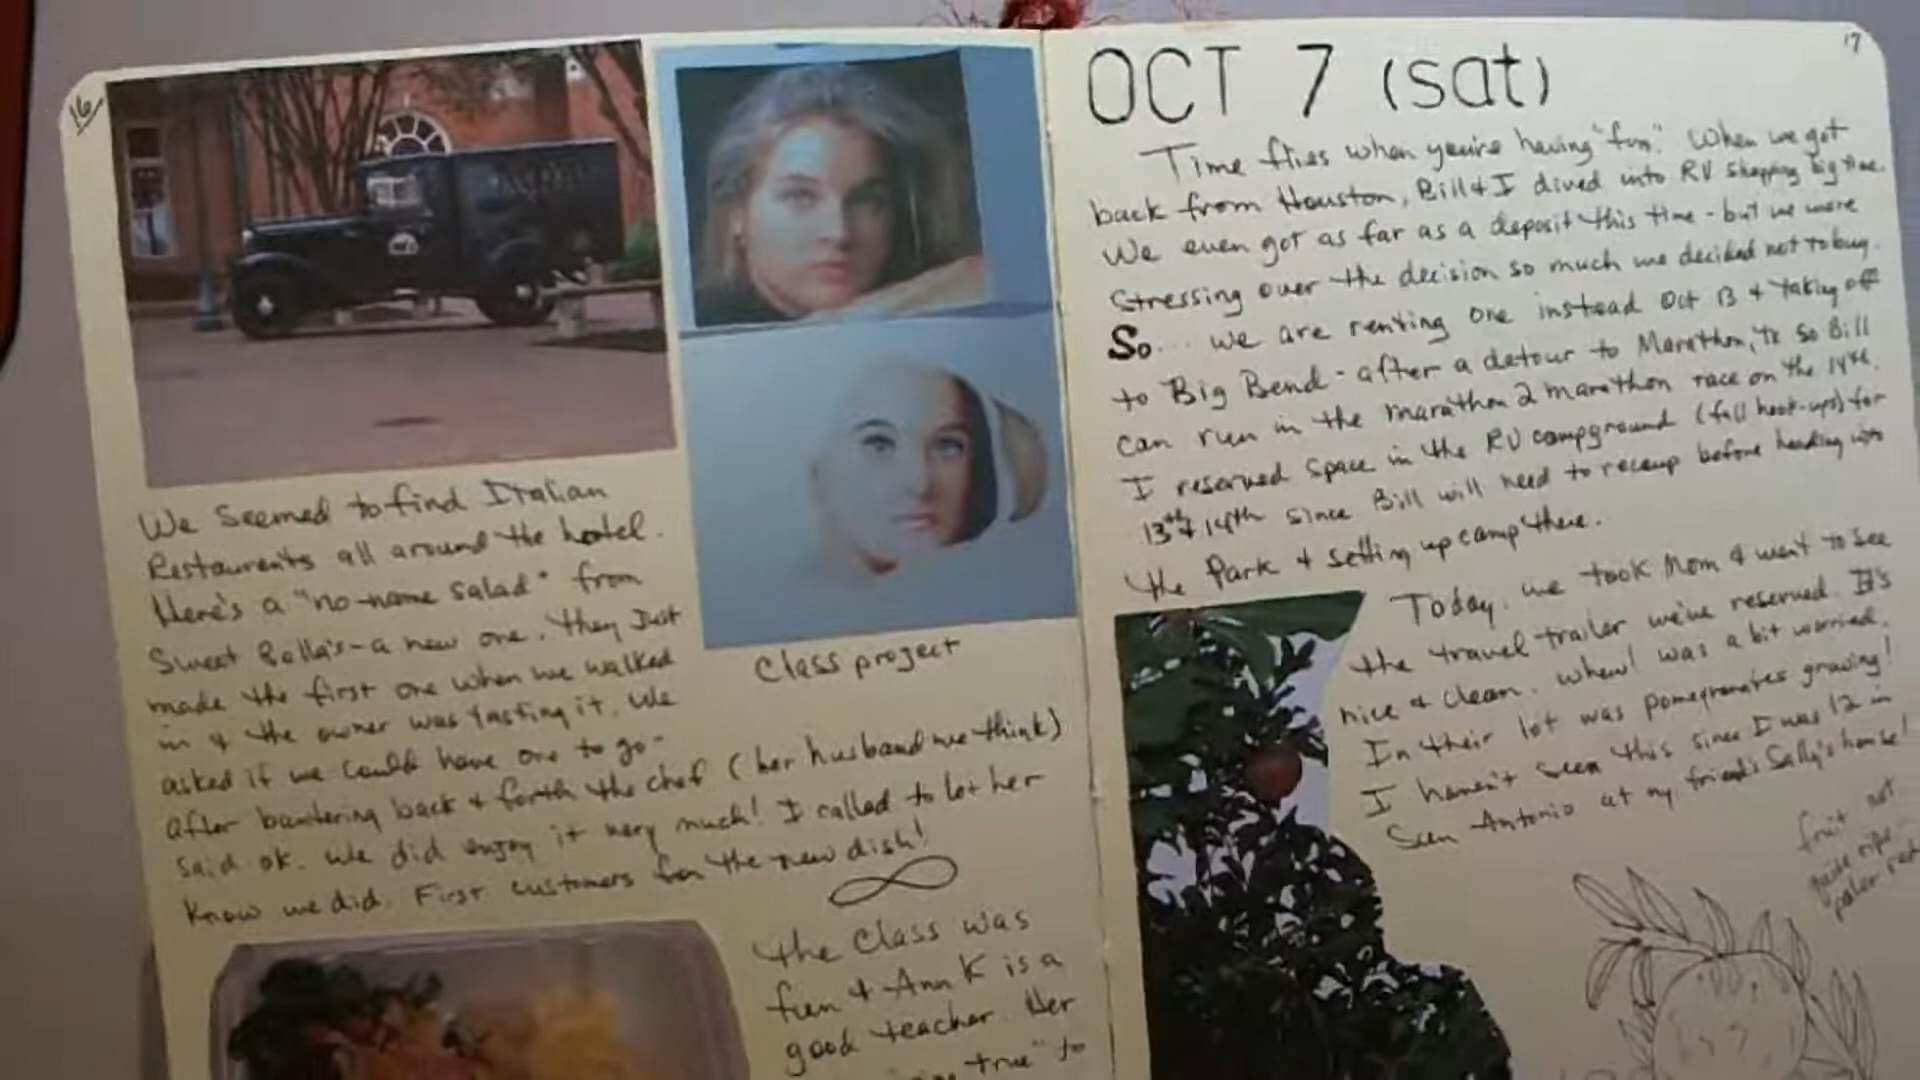 16
We Seemed to find Italian
Restaurants all around the hotel.
Here's a "no-name salad" from
Sweet Bella's - a new one. They Just
made the first one when we walked
in & the owner was tasting it. We
asked if we could have one to go -
after bantering back & forth the chef (her husband we think)
said ok. We did enjoy it very much! I called to let her
know we did. First customers for the new dish!
Class project
The Class was
fun & Ann K is a
good teacher. Her
true" to
17
OCT 7 (sat)
Time flies when you're having "fun." When we got
back from Houston, Bill & I dived into RV shopping big time.
We even got as far as a deposit this time - but we were
stressing over the decision so much we decided not to buy.
So... we are renting one instead Oct 13 & taking off
to Big Bend - after a detour to Marathon, Tx so Bill
can run in the marathon 2 marathon race on the 14th.
I reserved space in the RV campground (full hook-ups) for
13th & 14th since Bill will need to recoup before heading into
the Park & setting up camp there.
Today, we took Mom & went to see
the travel trailer we've reserved. It's
nice & clean. Whew! was a bit worried.
In their lot was pomegranates growing!
I haven't seen this since I was 12 in
San Antonio at my friend's Sally's house!
fruit not
quite ripe
paler red